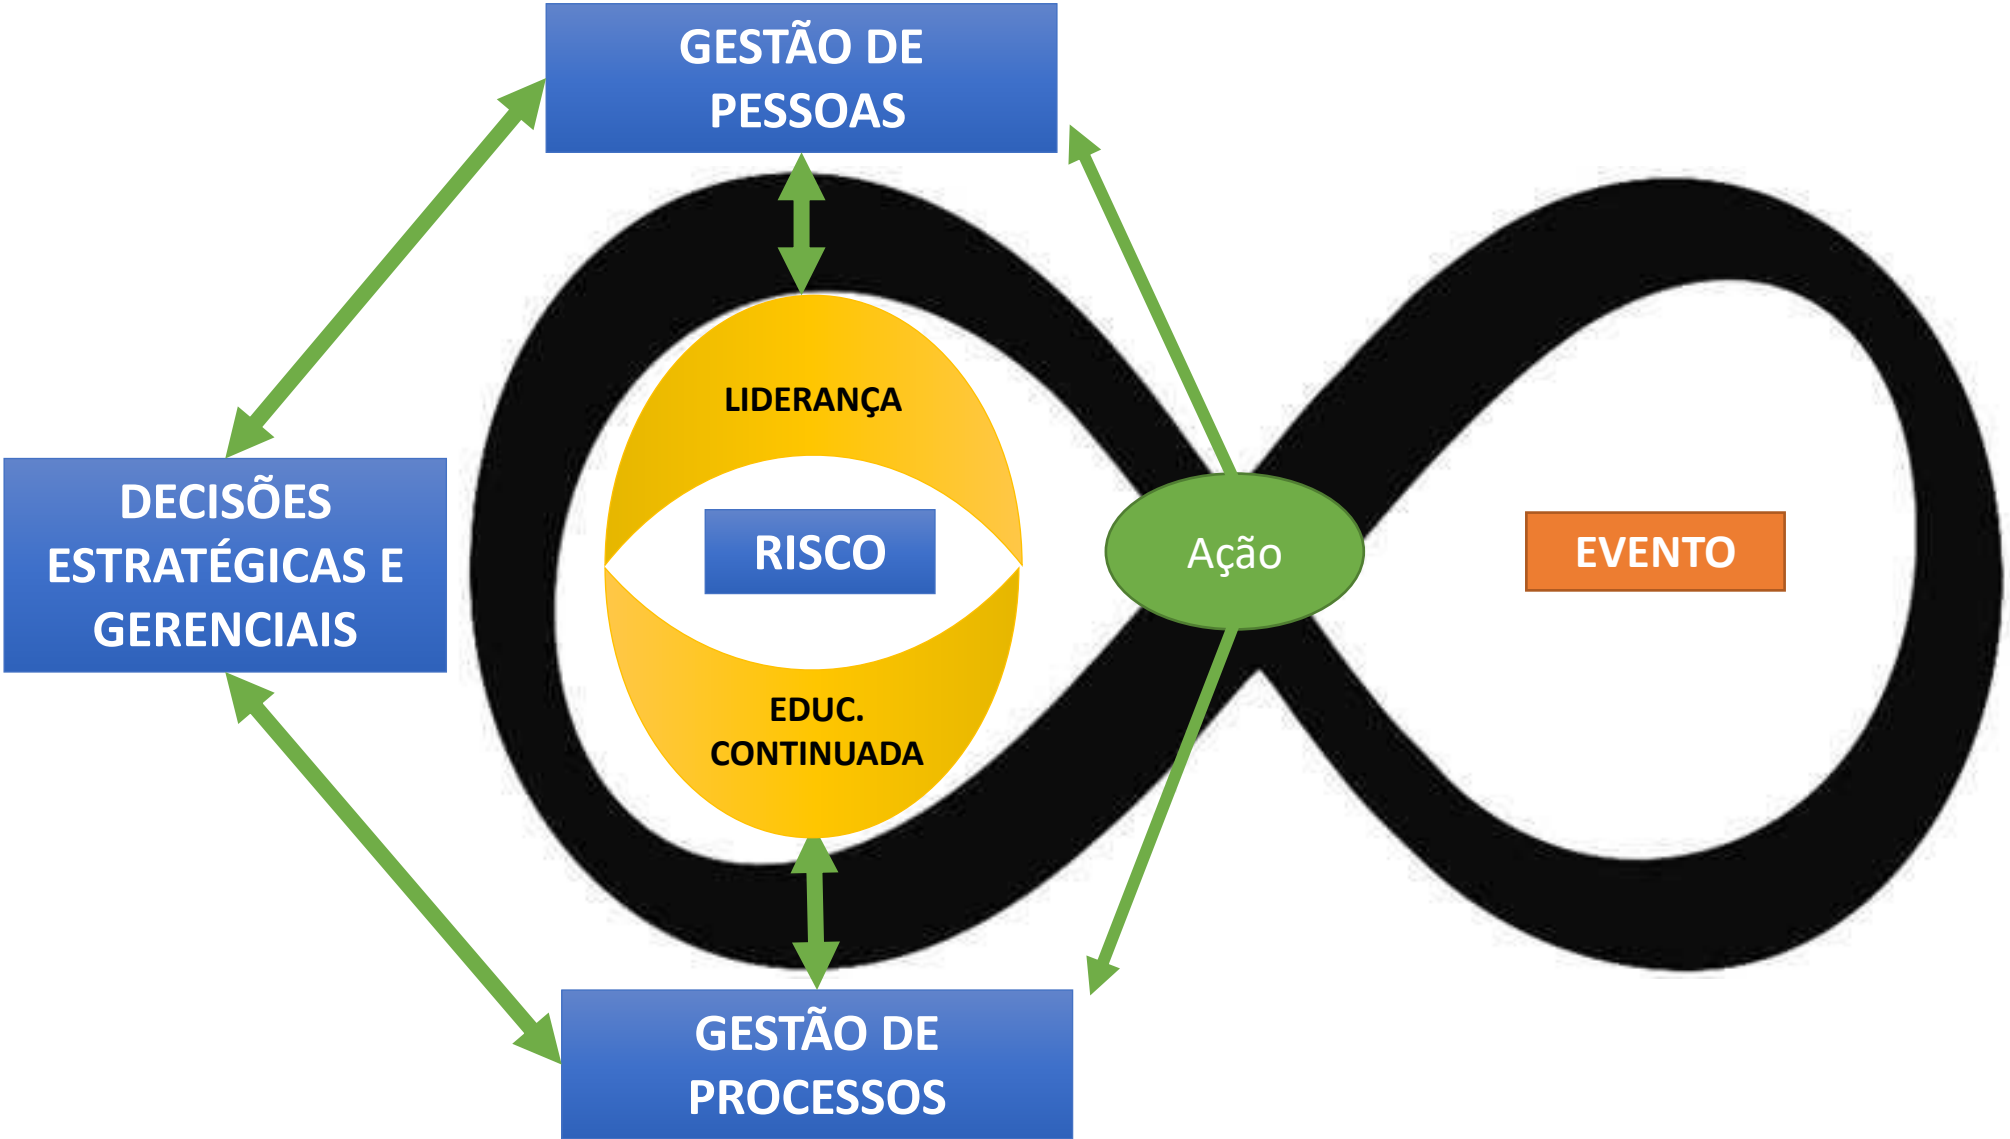 GESTÃO DE
PESSOAS
LIDERANÇA
DECISÕES
ESTRATÉGICAS E
GERENCIAIS
RISCO
Ação
EVENTO
EDUC.
CONTINUADA
GESTÃO DE
PROCESSOS